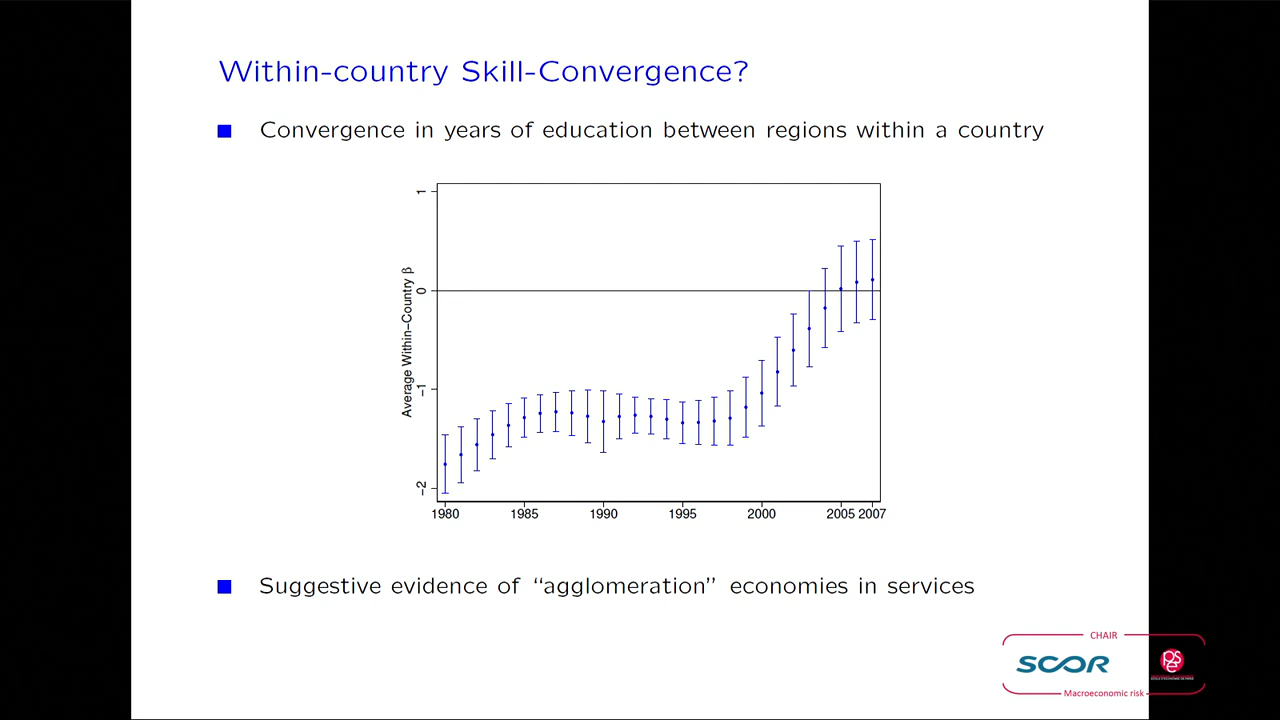 Within-country Skill-Convergence?
Convergence in years of education between regions within a country
Average Within-Country β
1
0
-1
-2
1980 1985 1990 1995 2000 2005 2007
Suggestive evidence of “agglomeration” economies in services
CHAIR
SCOR
pse
Macroeconomic risk